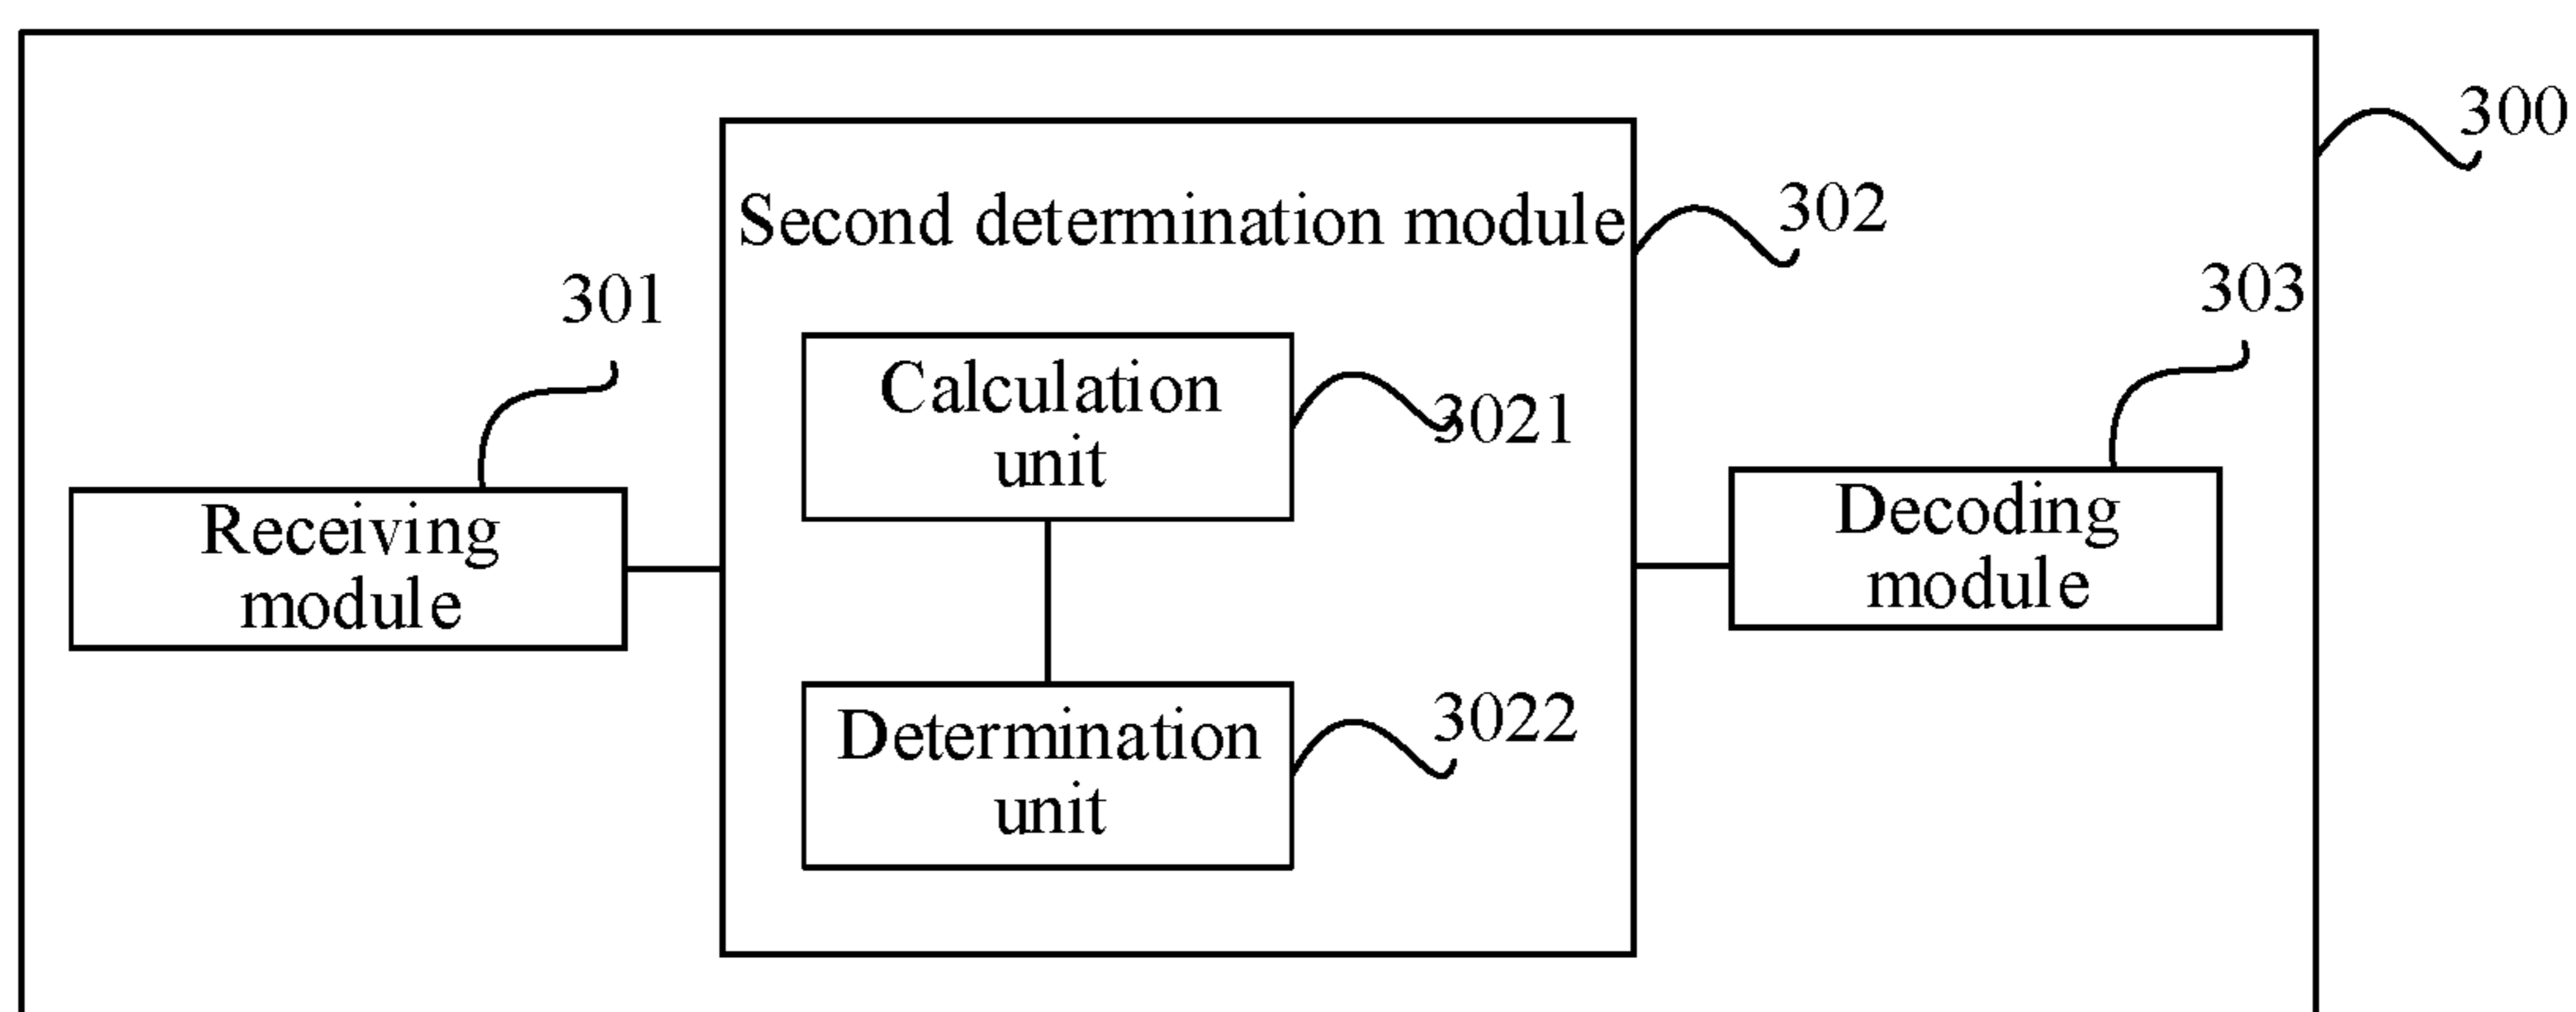 300
Second determination module
302
301
303
Calculation
unit
3021
Receiving
module
Decoding
module
Determination
unit
3022